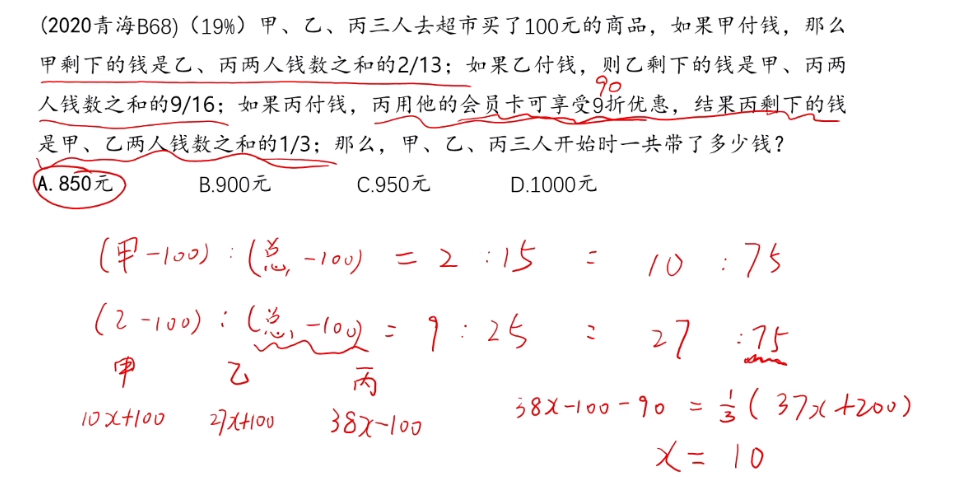 (2020青海B68)（19%）甲、乙、丙三人去超市买了100元的商品，如果甲付钱，那么
甲剩下的钱是乙、丙两人钱数之和的2/13；如果乙付钱，则乙剩下的钱是甲、丙两
90
人钱数之和的9/16；如果丙付钱，丙用他的会员卡可享受9折优惠，结果丙剩下的钱
是甲、乙两人钱数之和的1/3；那么，甲、乙、丙三人开始时一共带了多少钱？
A. 850元 B.900元 C.950元 D.1000元
(甲-100) : (总-100) = 2 : 15 = 10 : 75
(乙-100) : (总-100) = 9 : 25 = 27 : 75
甲 乙 丙
10x+100 27x+100 38x-100 38x-100-90 = 1/3 (37x+200)
x = 10